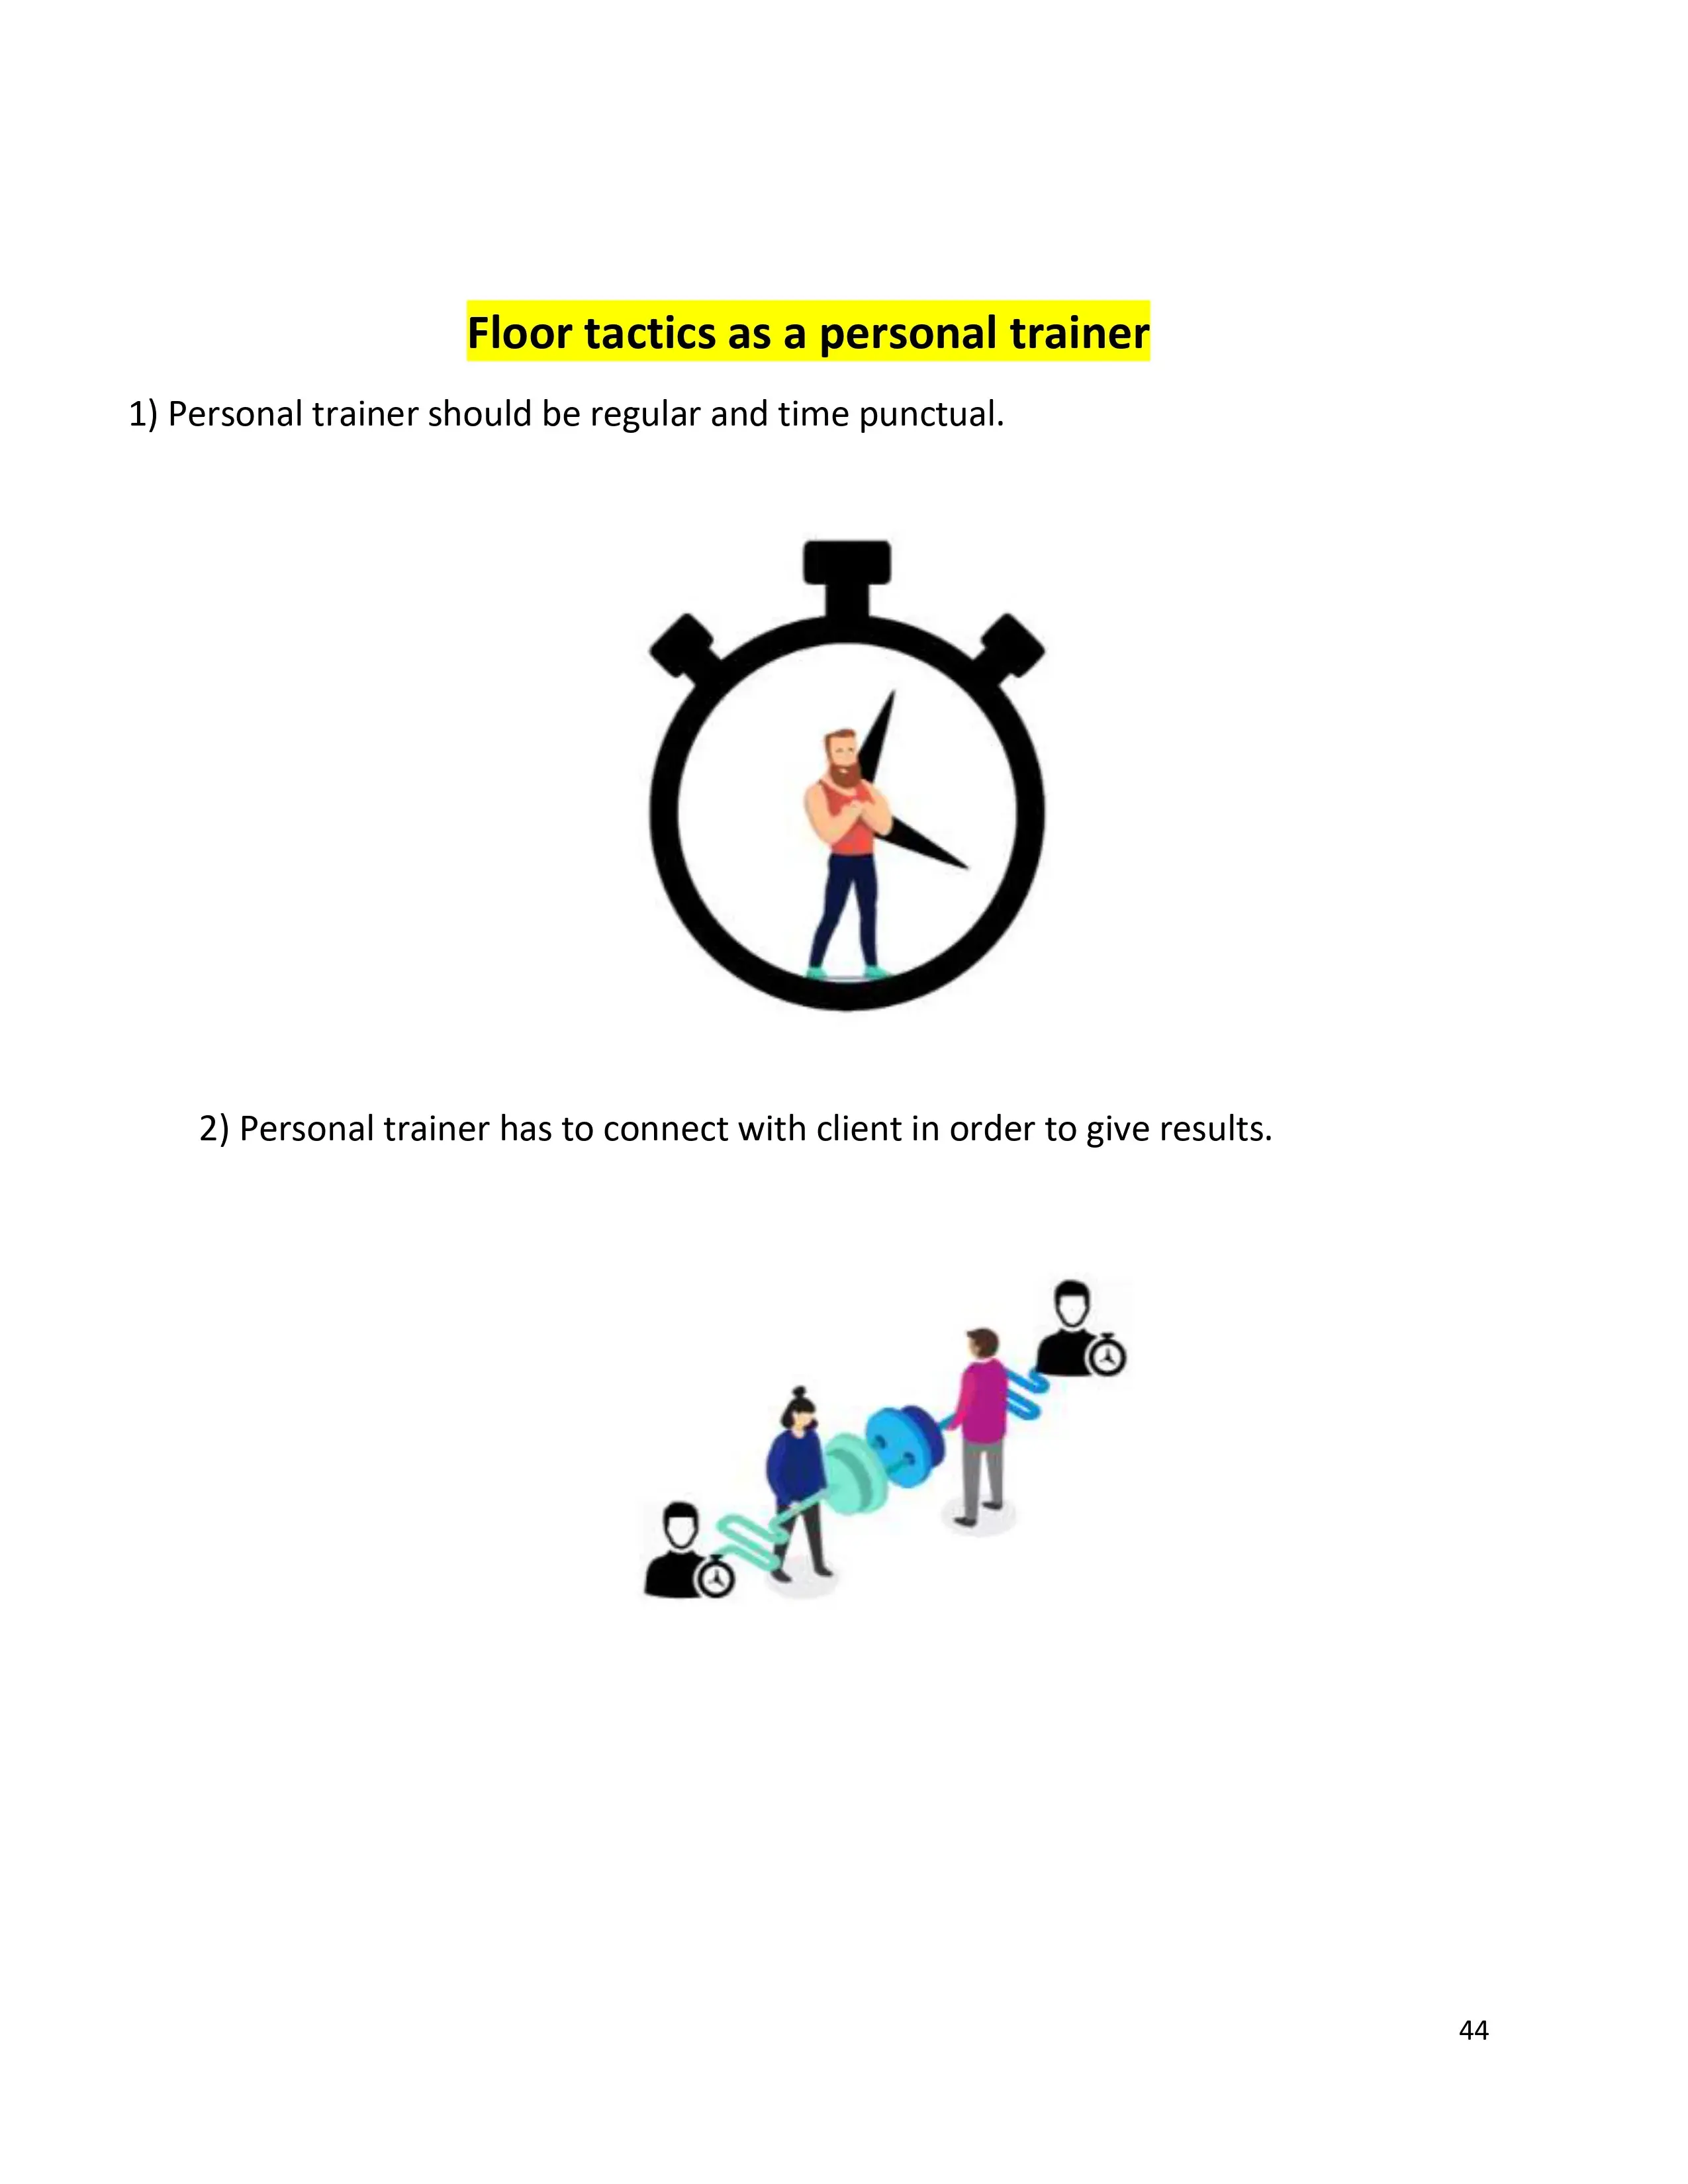 Floor tactics as a personal trainer
1) Personal trainer should be regular and time punctual.
2) Personal trainer has to connect with client in order to give results.
44